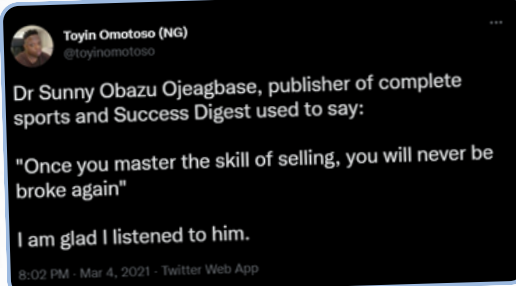 Toyin Omotoso (NG)
@toyinomotoso
Dr Sunny Obazu Ojeagbase, publisher of complete
sports and Success Digest used to say:
"Once you master the skill of selling, you will never be
broke again"
I am glad I listened to him.
8:02 PM · Mar 4, 2021 · Twitter Web App